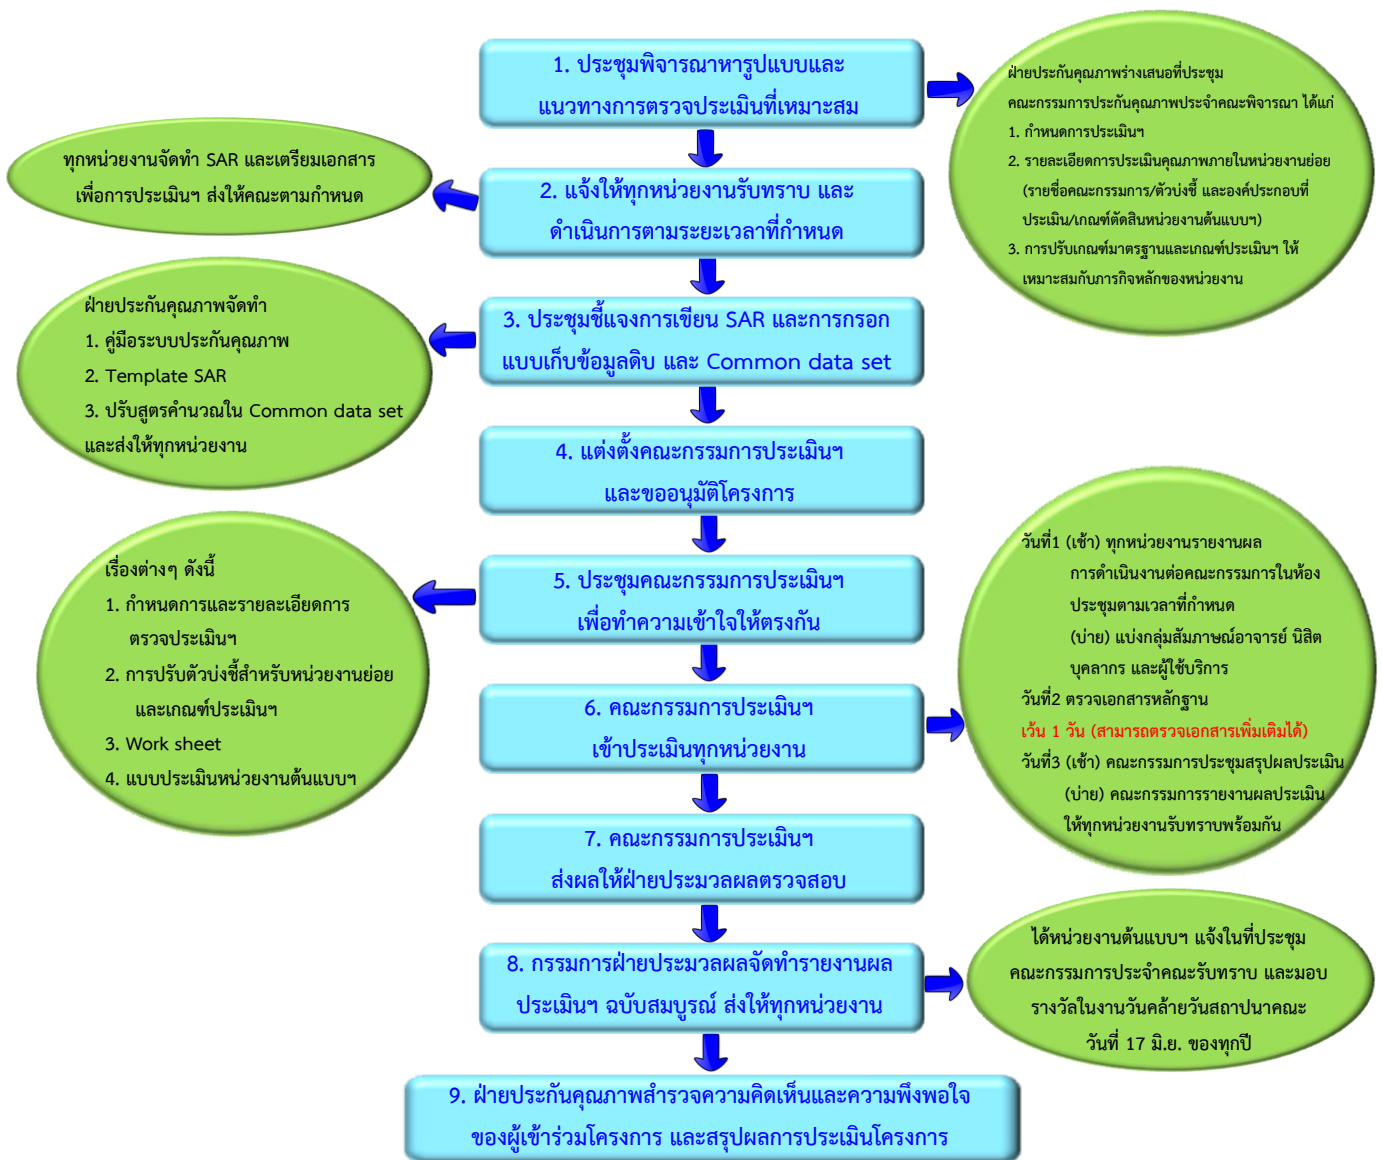 1. ประชุมพิจารณาหารูปแบบและ
แนวทางการตรวจประเมินที่เหมาะสม
ฝ่ายประกันคุณภาพร่างเสนอที่ประชุม
คณะกรรมการประกันคุณภาพประจำคณะพิจารณา ได้แก่
1. กำหนดการประเมินฯ
2. รายละเอียดการประเมินคุณภาพภายในหน่วยงานย่อย
(รายชื่อคณะกรรมการ/ตัวบ่งชี้ และองค์ประกอบที่
ประเมิน/เกณฑ์ตัดสินหน่วยงานต้นแบบฯ)
3. การปรับเกณฑ์มาตรฐานและเกณฑ์ประเมินฯ ให้
เหมาะสมกับภารกิจหลักของหน่วยงาน
2. แจ้งให้ทุกหน่วยงานรับทราบ และ
ดำเนินการตามระยะเวลาที่กำหนด
ทุกหน่วยงานจัดทำ SAR และเตรียมเอกสาร
เพื่อการประเมินฯ ส่งให้คณะตามกำหนด
3. ประชุมชี้แจงการเขียน SAR และการกรอก
แบบเก็บข้อมูลดิบ และ Common data set
ฝ่ายประกันคุณภาพจัดทำ
1. คู่มือระบบประกันคุณภาพ
2. Template SAR
3. ปรับสูตรคำนวณใน Common data set
และส่งให้ทุกหน่วยงาน
4. แต่งตั้งคณะกรรมการประเมินฯ
และขออนุมัติโครงการ
5. ประชุมคณะกรรมการประเมินฯ
เพื่อทำความเข้าใจให้ตรงกัน
เรื่องต่างๆ ดังนี้
1. กำหนดการและรายละเอียดการ
ตรวจประเมินฯ
2. การปรับตัวบ่งชี้สำหรับหน่วยงานย่อย
และเกณฑ์ประเมินฯ
3. Work sheet
4. แบบประเมินหน่วยงานต้นแบบฯ
6. คณะกรรมการประเมินฯ
เข้าประเมินทุกหน่วยงาน
วันที่1 (เช้า) ทุกหน่วยงานรายงานผล
การดำเนินงานต่อคณะกรรมการในห้อง
ประชุมตามเวลาที่กำหนด
(บ่าย) แบ่งกลุ่มสัมภาษณ์อาจารย์ นิสิต
บุคลากร และผู้ใช้บริการ
วันที่2 ตรวจเอกสารหลักฐาน
เว้น 1 วัน (สามารถตรวจเอกสารเพิ่มเติมได้)
วันที่3 (เช้า) คณะกรรมการประชุมสรุปผลประเมิน
(บ่าย) คณะกรรมการรายงานผลประเมิน
ให้ทุกหน่วยงานรับทราบพร้อมกัน
7. คณะกรรมการประเมินฯ
ส่งผลให้ฝ่ายประมวลผลตรวจสอบ
8. กรรมการฝ่ายประมวลผลจัดทำรายงานผล
ประเมินฯ ฉบับสมบูรณ์ ส่งให้ทุกหน่วยงาน
ได้หน่วยงานต้นแบบฯ แจ้งในที่ประชุม
คณะกรรมการประจำคณะรับทราบ และมอบ
รางวัลในงานวันคล้ายวันสถาปนาคณะ
วันที่ 17 มิ.ย. ของทุกปี
9. ฝ่ายประกันคุณภาพสำรวจความคิดเห็นและความพึงพอใจ
ของผู้เข้าร่วมโครงการ และสรุปผลการประเมินโครงการ